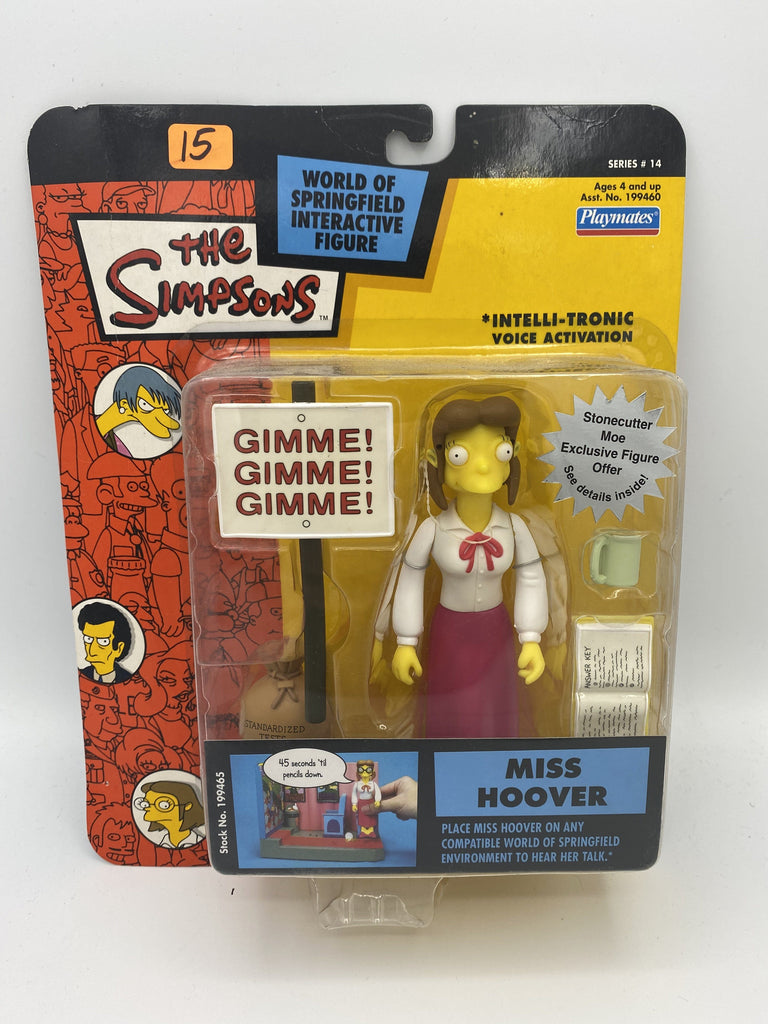 15
SERIES # 14
WORLD OF
SPRINGFIELD
INTERACTIVE
FIGURE
Ages 4 and up
Asst. No. 199460
Playmates®
THE
SIMPSONS™
*INTELLI-TRONIC
VOICE ACTIVATION
GIMME!
GIMME!
GIMME!
Stonecutter
Moe
Exclusive Figure
Offer
See details inside!
ANSWER KEY
STANDARDIZED
TESTS
45 seconds 'til
pencils down.
Stock No. 199465
MISS
HOOVER
PLACE MISS HOOVER ON ANY
COMPATIBLE WORLD OF SPRINGFIELD
ENVIRONMENT TO HEAR HER TALK.*